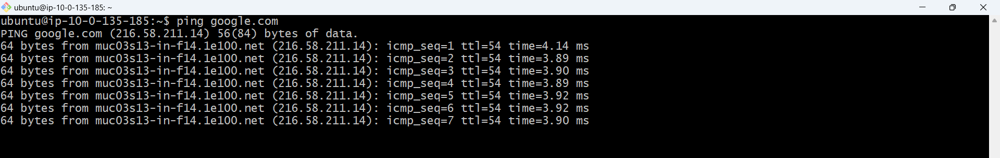 ubuntu@ip-10-0-135-185: ~
ubuntu@ip-10-0-135-185:~$ ping google.com
PING google.com (216.58.211.14) 56(84) bytes of data.
64 bytes from muc03s13-in-f14.1e100.net (216.58.211.14): icmp_seq=1 ttl=54 time=4.14 ms
64 bytes from muc03s13-in-f14.1e100.net (216.58.211.14): icmp_seq=2 ttl=54 time=3.89 ms
64 bytes from muc03s13-in-f14.1e100.net (216.58.211.14): icmp_seq=3 ttl=54 time=3.90 ms
64 bytes from muc03s13-in-f14.1e100.net (216.58.211.14): icmp_seq=4 ttl=54 time=3.89 ms
64 bytes from muc03s13-in-f14.1e100.net (216.58.211.14): icmp_seq=5 ttl=54 time=3.92 ms
64 bytes from muc03s13-in-f14.1e100.net (216.58.211.14): icmp_seq=6 ttl=54 time=3.92 ms
64 bytes from muc03s13-in-f14.1e100.net (216.58.211.14): icmp_seq=7 ttl=54 time=3.90 ms